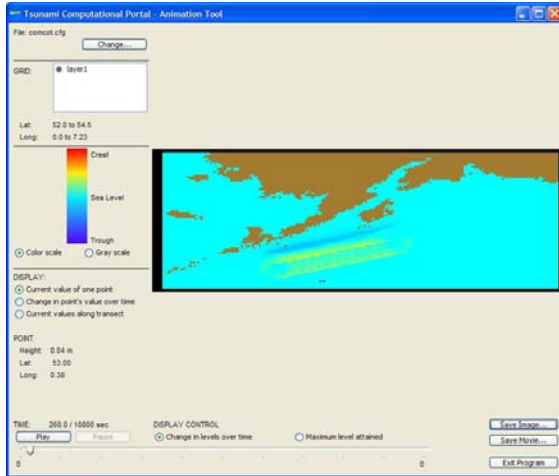 Tsunami Computational Portal - Animation Tool
File: comcot.cfg
Change...
GRID:
layer1
Lat: 52.0 to 54.5
Long: 0.0 to 7.23
Crest
Sea Level
Trough
Color scale
Gray scale
DISPLAY:
Current value of one point
Change in point's value over time
Current values along transect
POINT
Height: 0.04 m
Lat: 53.00
Long: 0.38
TIME: 260.0 / 10800 sec
DISPLAY CONTROL
Save Image...
Play
Pause
Change in levels over time
Maximum level attained
Save Movie...
0
0
Exit Program